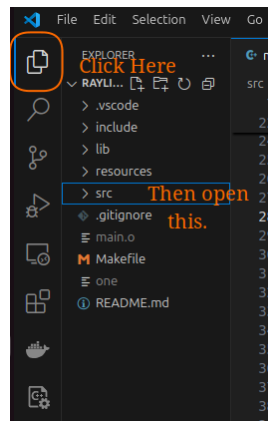 File Edit Selection View Go
EXPLORER ...
Click Here
RAYLI...
src
> .vscode
> include
> lib
> resources
> src
Then open
this.
.gitignore
main.o
Makefile
one
README.md
28